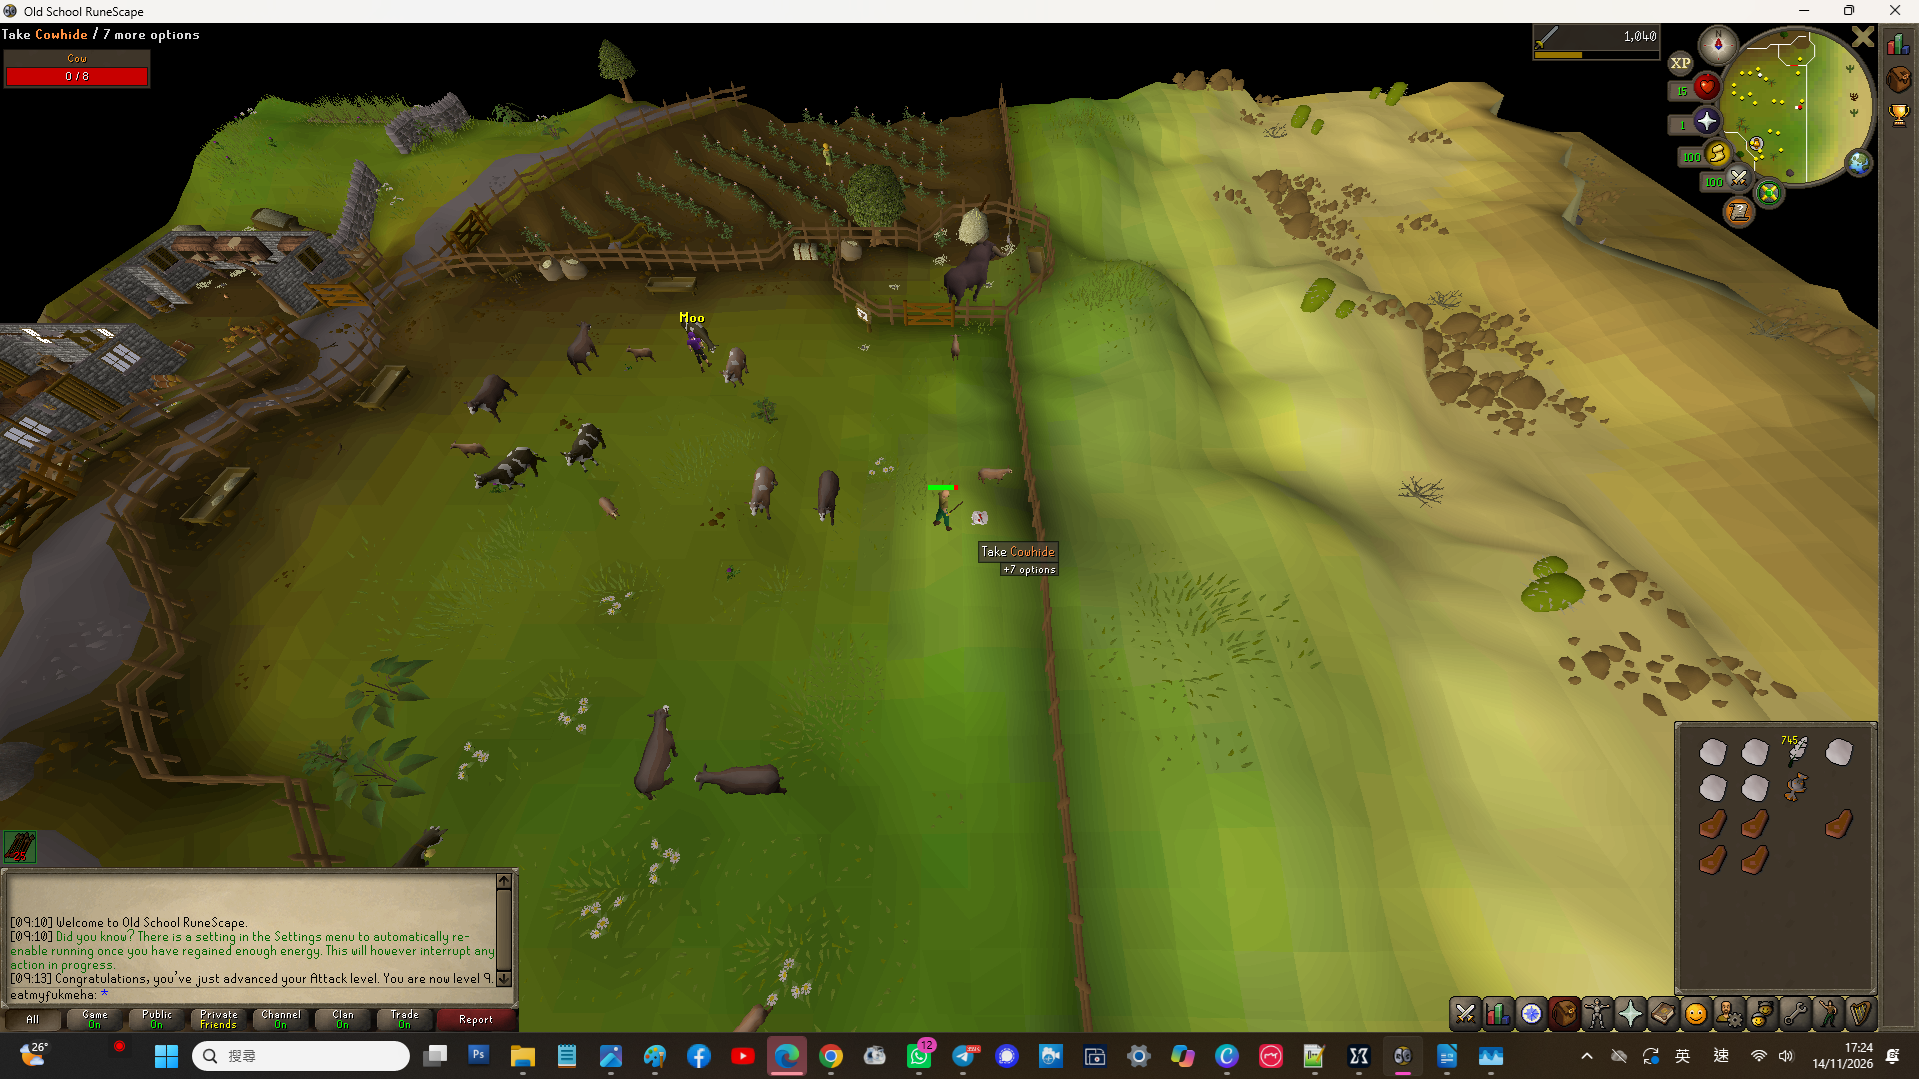 Old School RuneScape
Take Cowhide / 7 more options
Cow
0 / 8
1,040
XP
N
15
1
100
100
Moo
Take Cowhide
+7 options
745
23
[09:10] Welcome to Old School RuneScape.
[09:10] Did you know? There is a setting in the Settings menu to automatically re-
enable running once you have regained enough energy. This will however interrupt any
action in progress.
[09:13] Congratulations, you've just advanced your Attack level. You are now level 9.
eatmyfukmeha: *
All
Game
On
Public
On
Private
Friends
Channel
On
Clan
On
Trade
On
Report
26°
搜尋
Ps
12
英
速
17:24
14/11/2026